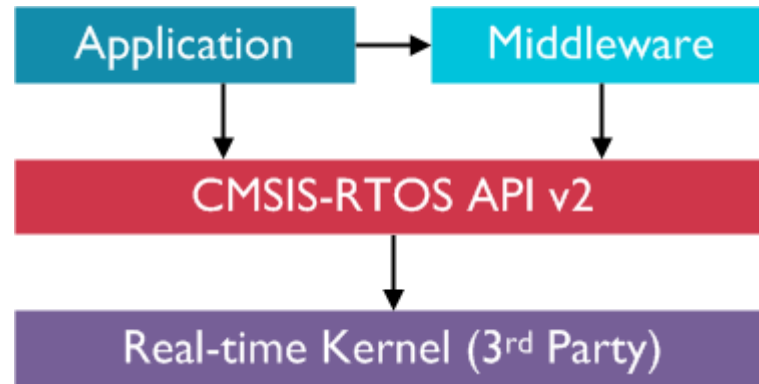 Application
Middleware
CMSIS-RTOS API v2
Real-time Kernel (3rd Party)